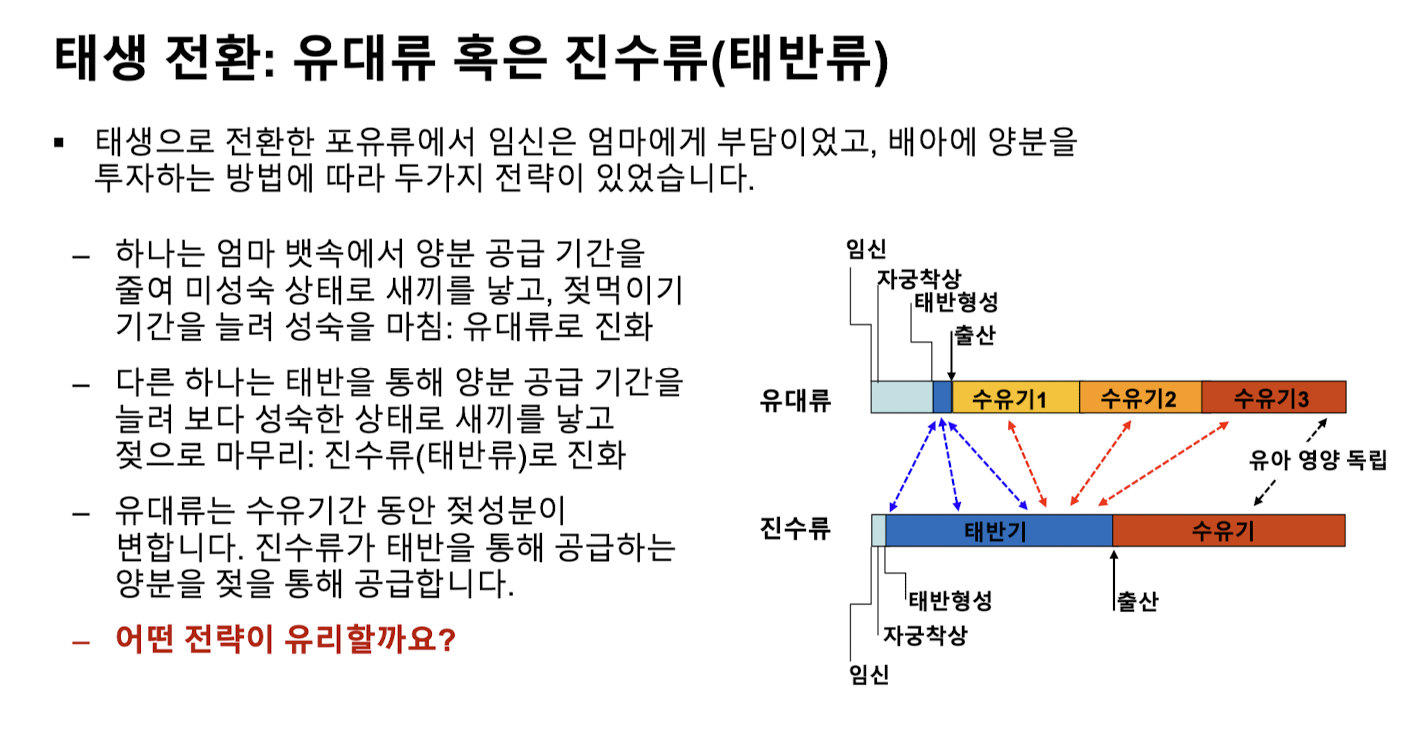 태생 전환: 유대류 혹은 진수류(태반류)
▪ 태생으로 전환한 포유류에서 임신은 엄마에게 부담이었고, 배아에 양분을
투자하는 방법에 따라 두가지 전략이 있었습니다.
– 하나는 엄마 뱃속에서 양분 공급 기간을
줄여 미성숙 상태로 새끼를 낳고, 젖먹이기
기간을 늘려 성숙을 마침: 유대류로 진화
– 다른 하나는 태반을 통해 양분 공급 기간을
늘려 보다 성숙한 상태로 새끼를 낳고
젖으로 마무리: 진수류(태반류)로 진화
– 유대류는 수유기간 동안 젖성분이
변합니다. 진수류가 태반을 통해 공급하는
양분을 젖을 통해 공급합니다.
– 어떤 전략이 유리할까요?
임신
자궁착상
태반형성
출산
유대류
수유기1
수유기2
수유기3
유아 영양 독립
진수류
태반기
수유기
태반형성
출산
자궁착상
임신